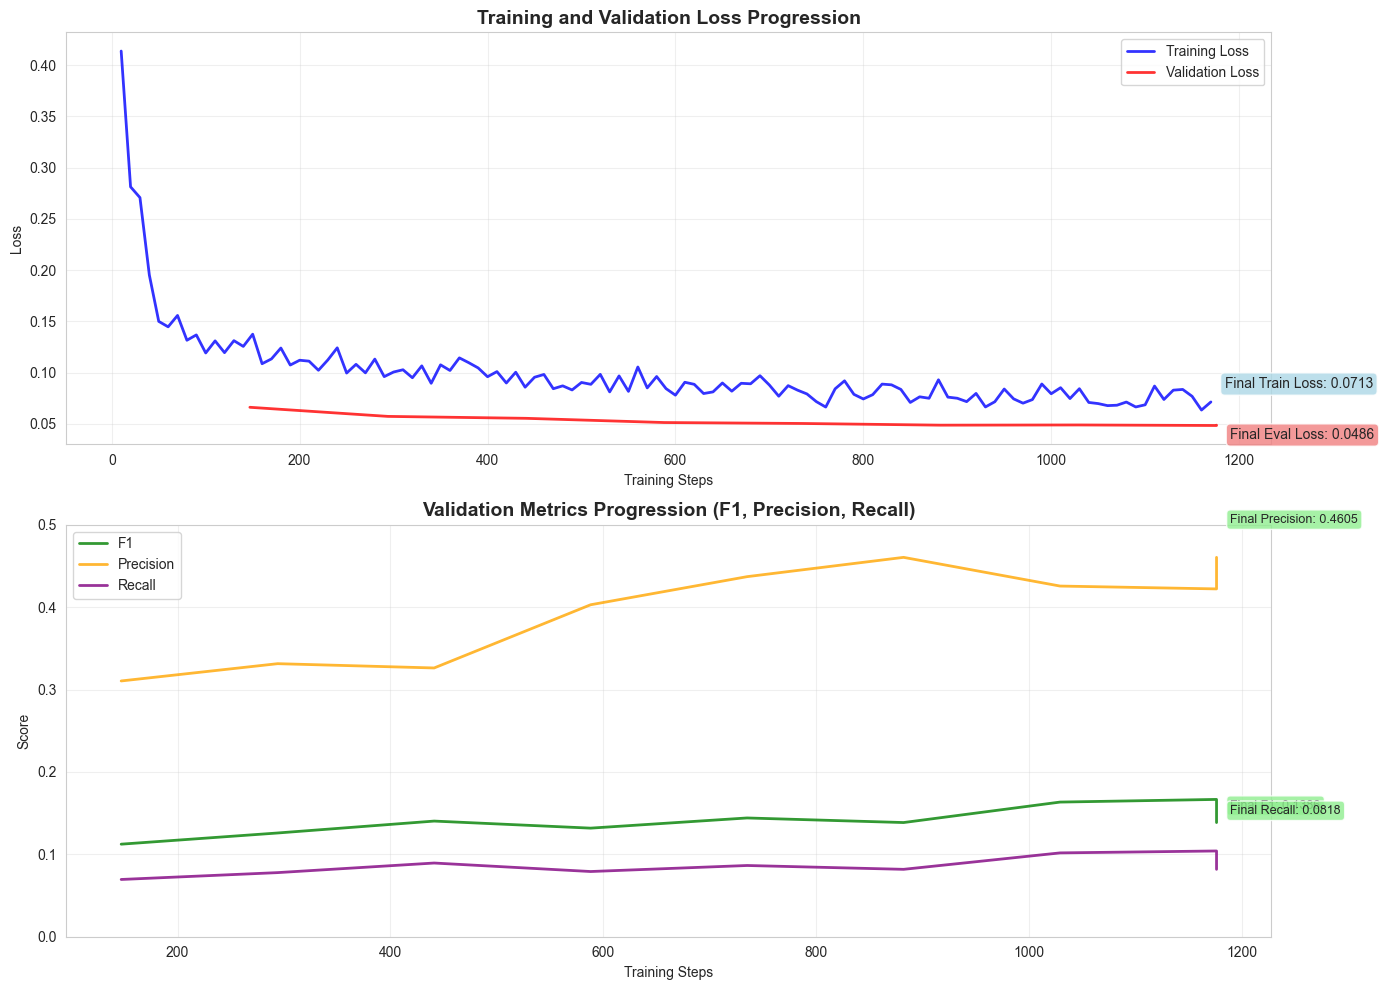 Training and Validation Loss Progression
Training Loss
Validation Loss
0.40
0.35
0.30
0.25
0.20
0.15
0.10
0.05
Loss
Final Train Loss: 0.0713
Final Eval Loss: 0.0486
0
200
400
600
800
1000
1200
Training Steps
Validation Metrics Progression (F1, Precision, Recall)
F1
Precision
Recall
0.5
0.4
0.3
0.2
0.1
0.0
Score
Final Precision: 0.4605
Final Recall: 0.0818
200
400
600
800
1000
1200
Training Steps